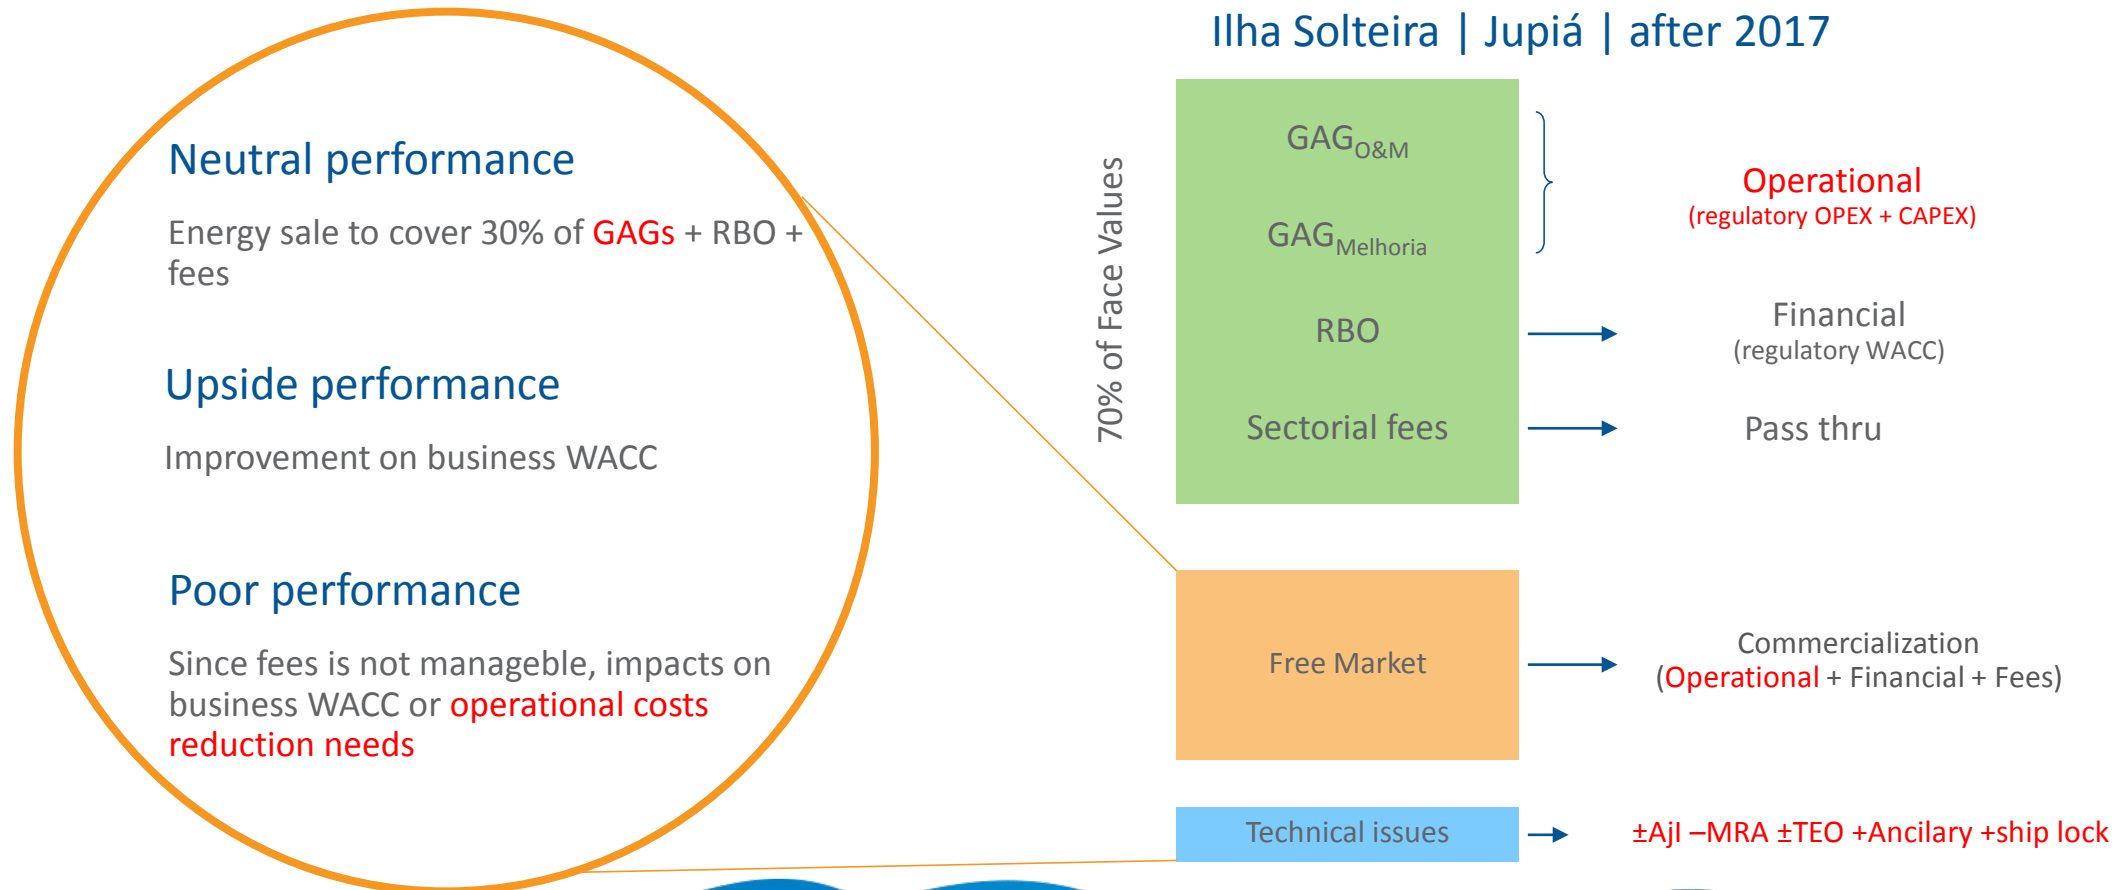 Ilha Solteira | Jupiá | after 2017
Neutral performance
Energy sale to cover 30% of GAGs + RBO +
fees
Upside performance
Improvement on business WACC
Poor performance
Since fees is not manageble, impacts on
business WACC or operational costs
reduction needs
70% of Face Values
GAG O&M
GAG Melhoria
Operational
(regulatory OPEX + CAPEX)
RBO
Financial
(regulatory WACC)
Sectorial fees
Pass thru
Free Market
Commercialization
(Operational + Financial + Fees)
Technical issues
±AjI –MRA ±TEO +Ancilary +ship lock